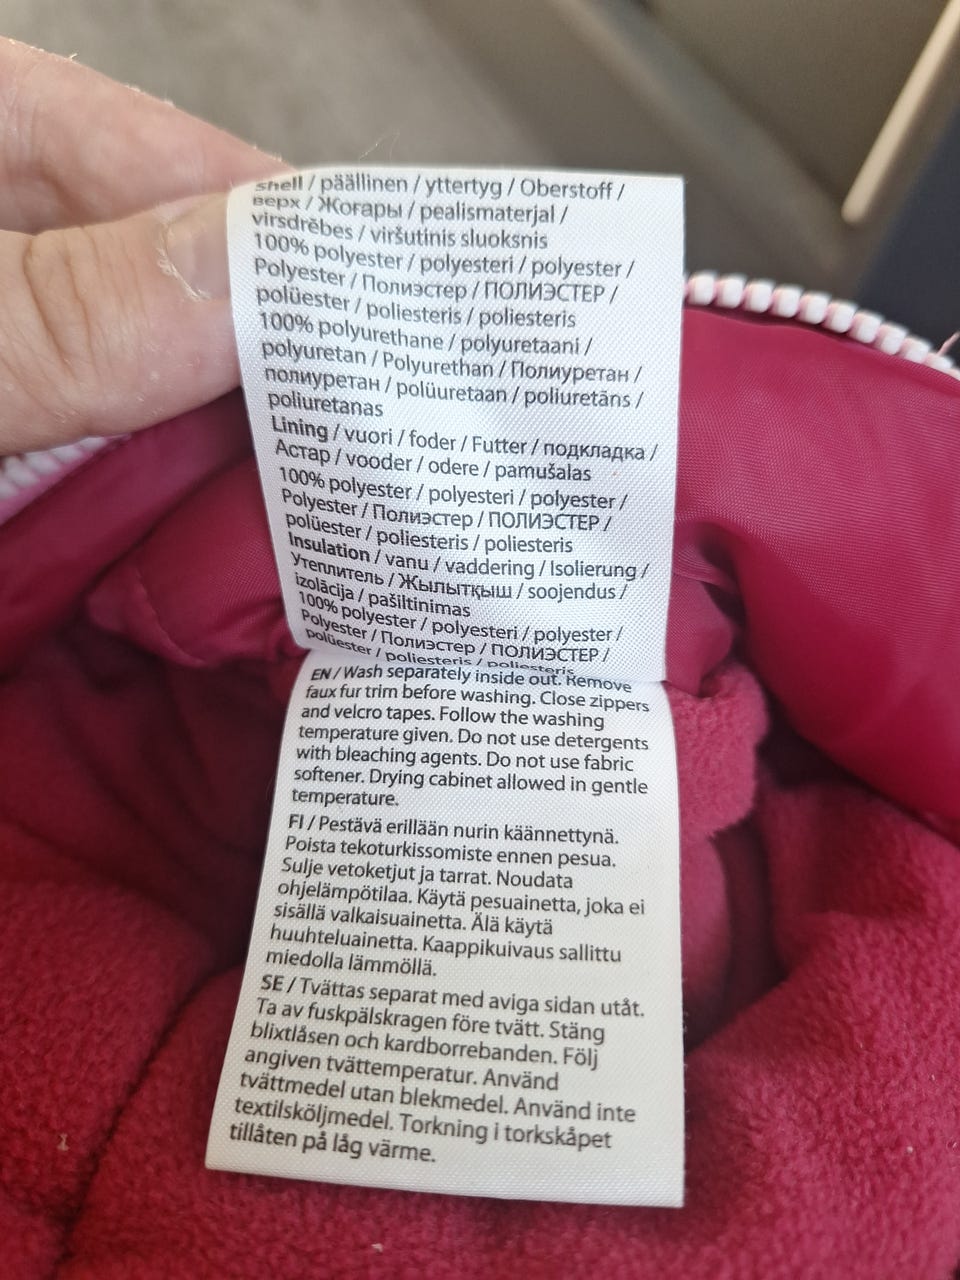 shell / päällinen / yttertyg / Oberstoff /
верх / Жоғары / pealismaterjal /
virsdrēbes / viršutinis sluoksnis
100% polyester / polyesteri / polyester /
Polyester / Полиэстер / ПОЛИЭСТЕР /
polüester / poliesteris / poliesteris
100% polyurethane / polyuretaani /
polyuretan / Polyurethan / Полиуретан /
полиуретан / polüuretaan / poliuretāns /
poliuretanas
Lining / vuori / foder / Futter / подкладка /
Астар / vooder / odere / pamušalas
100% polyester / polyesteri / polyester /
Polyester / Полиэстер / ПОЛИЭСТЕР /
polüester / poliesteris / poliesteris
Insulation / vanu / vaddering / Isolierung /
Утеплитель / Жылытқыш / soojendus /
izolācija / pašiltinimas
100% polyester / polyesteri / polyester /
Polyester / Полиэстер / ПОЛИЭСТЕР /
polüester / poliesteris / poliesteris
EN / Wash separately inside out. Remove
faux fur trim before washing. Close zippers
and velcro tapes. Follow the washing
temperature given. Do not use detergents
with bleaching agents. Do not use fabric
softener. Drying cabinet allowed in gentle
temperature.
FI / Pestävä erillään nurin käännettynä.
Poista tekoturkissomiste ennen pesua.
Sulje vetoketjut ja tarrat. Noudata
ohjelämpötilaa. Käytä pesuainetta, joka ei
sisällä valkaisuainetta. Älä käytä
huuhteluainetta. Kaappikuivaus sallittu
miedolla lämmöllä.
SE / Tvättas separat med aviga sidan utåt.
Ta av fuskpälskragen före tvätt. Stäng
blixtlåsen och kardborrebanden. Följ
angiven tvättemperatur. Använd
tvättmedel utan blekmedel. Använd inte
textilsköljmedel. Torkning i torkskåpet
tillåten på låg värme.